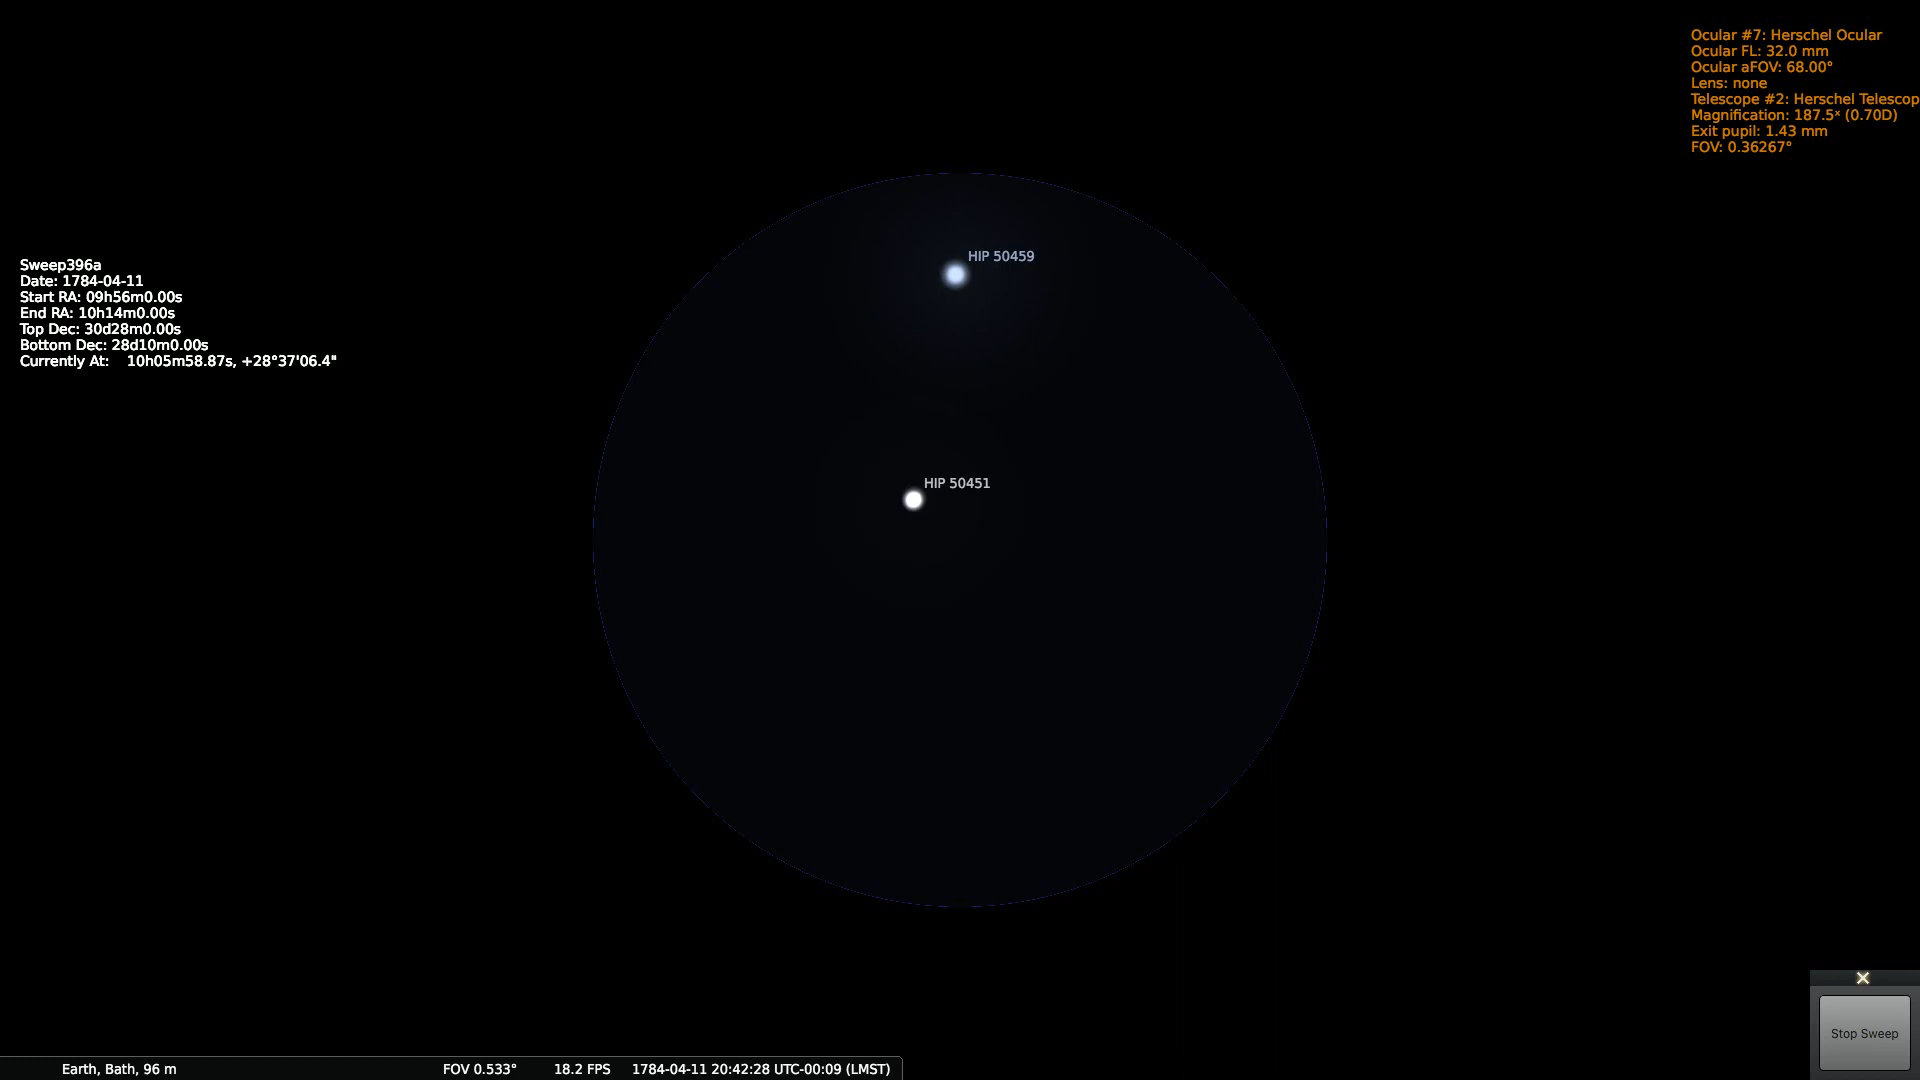 Ocular #7: Herschel Ocular
Ocular FL: 32.0 mm
Ocular aFOV: 68.00°
Lens: none
Telescope #2: Herschel Telescop
Magnification: 187.5ˣ (0.70D)
Exit pupil: 1.43 mm
FOV: 0.36267°
Sweep396a
Date: 1784-04-11
Start RA: 09h56m0.00s
End RA: 10h14m0.00s
Top Dec: 30d28m0.00s
Bottom Dec: 28d10m0.00s
Currently At: 10h05m58.87s, +28°37'06.4"
HIP 50459
HIP 50451
Stop Sweep
Earth, Bath, 96 m FOV 0.533° 18.2 FPS 1784-04-11 20:42:28 UTC-00:09 (LMST)